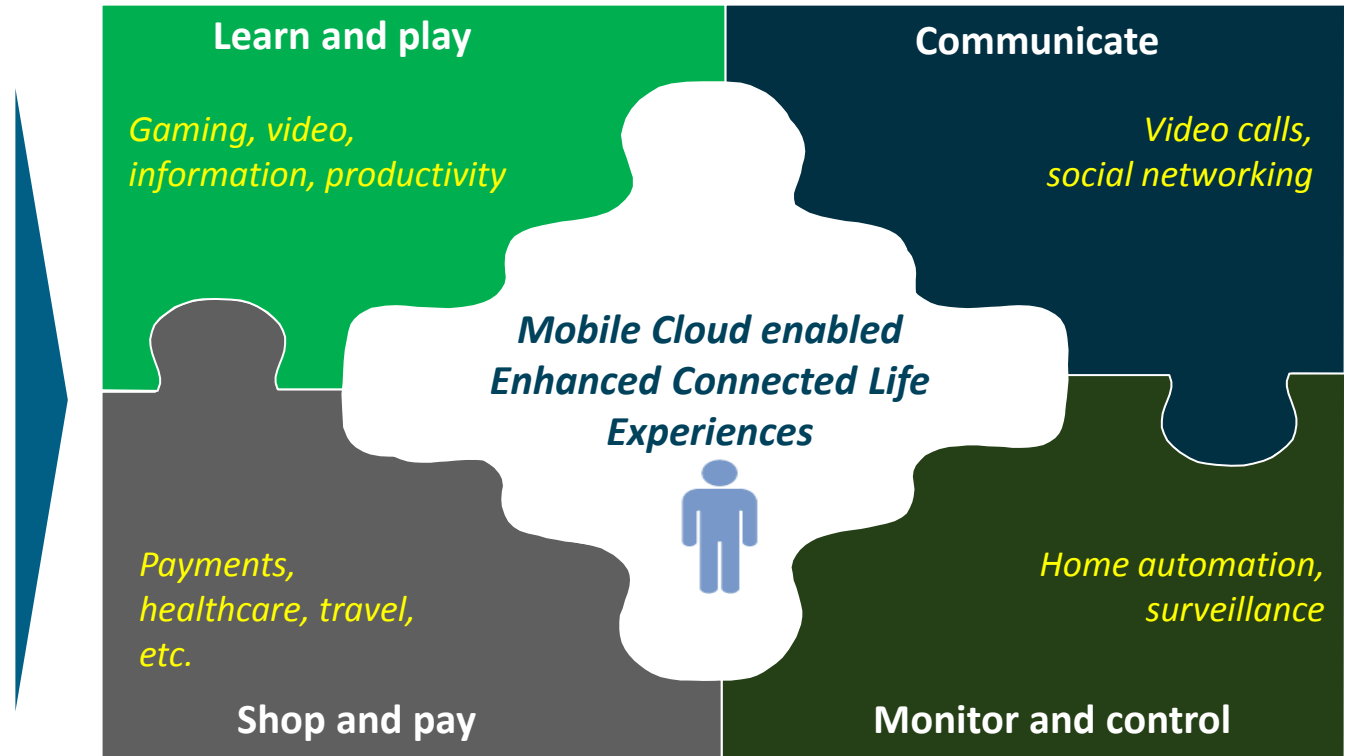 Learn and play
Communicate
Gaming, video,
information, productivity
Video calls,
social networking
Mobile Cloud enabled
Enhanced Connected Life
Experiences
Payments,
healthcare, travel,
etc.
Home automation,
surveillance
Shop and pay
Monitor and control